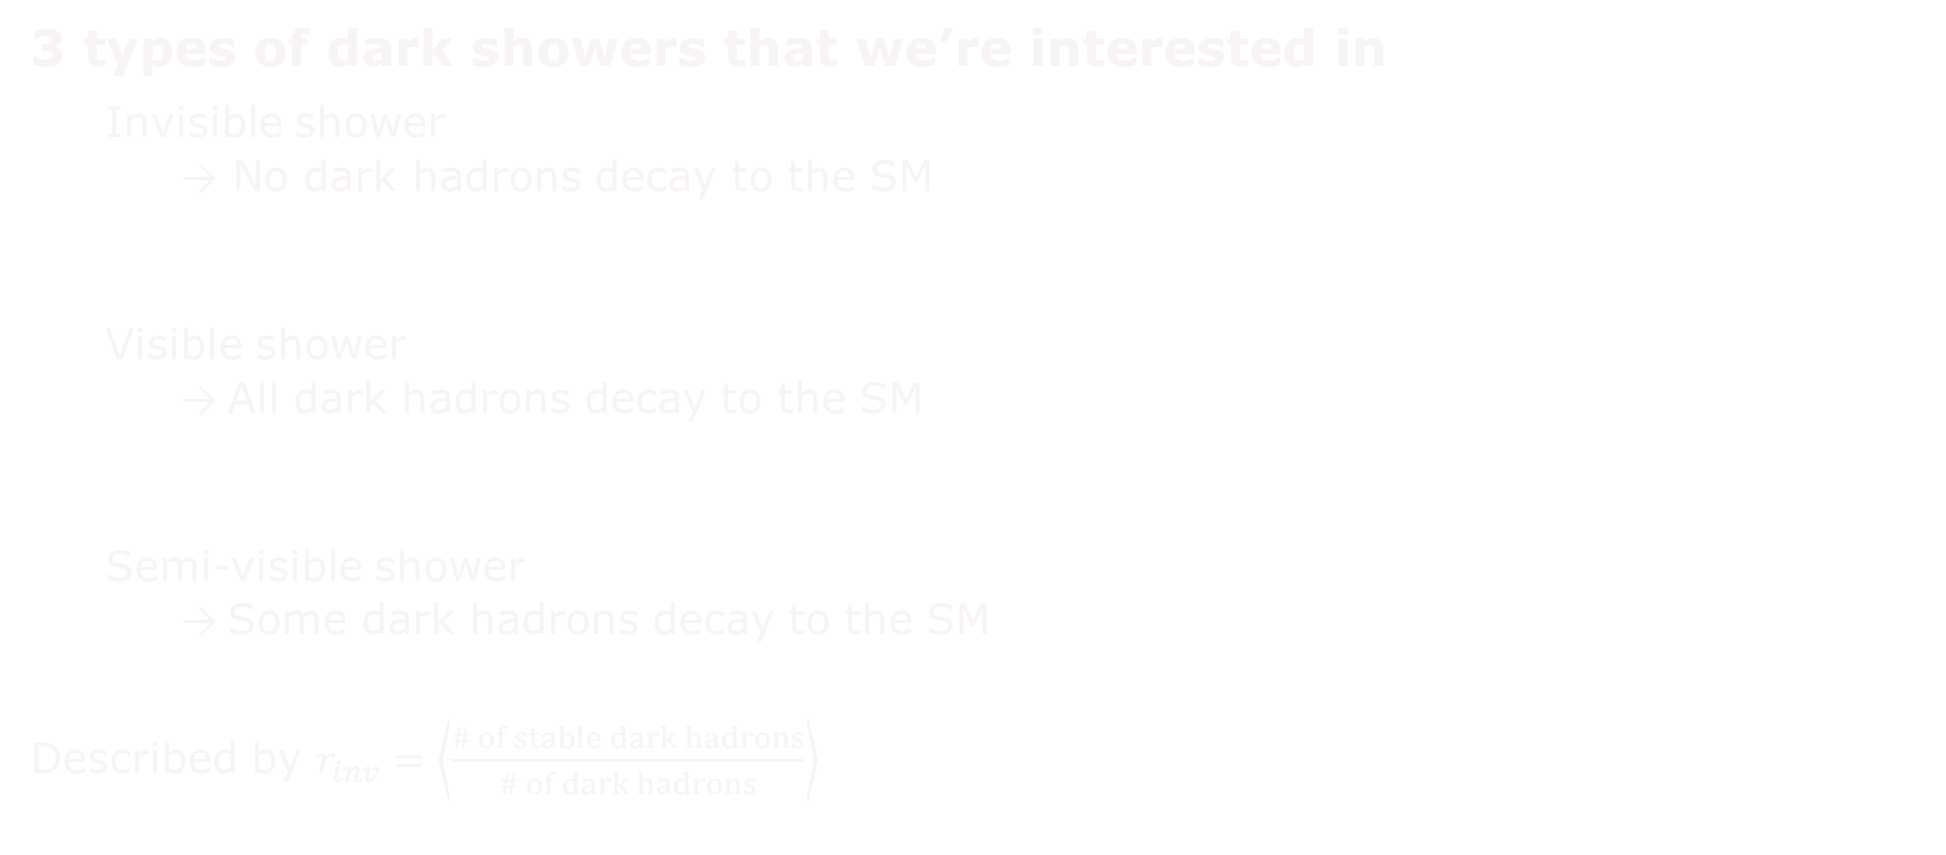 3 types of dark showers that we’re interested in
Invisible shower
→ No dark hadrons decay to the SM
Visible shower
→ All dark hadrons decay to the SM
Semi-visible shower
→ Some dark hadrons decay to the SM
Described by r_inv = ⟨# of stable dark hadrons / # of dark hadrons⟩